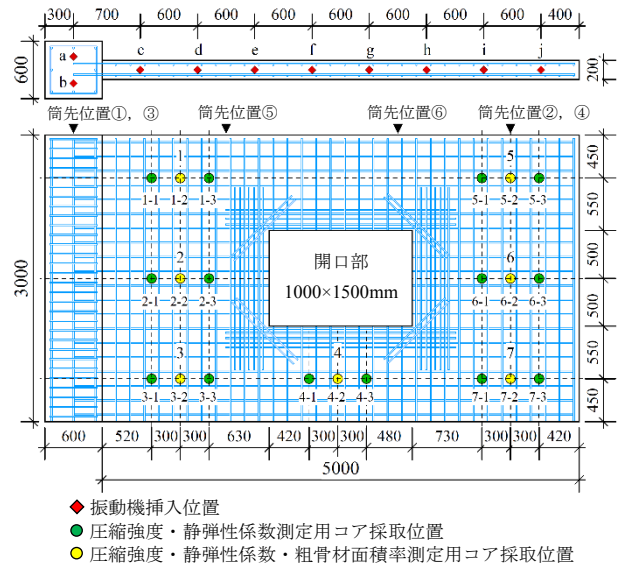 300 700 600 600 600 600 600 600 600 400
a c d e f g h i j
b
600
200
筒先位置①，③ 筒先位置⑤ 筒先位置⑥ 筒先位置②，④
1 5
1-1 1-2 1-3 5-1 5-2 5-3
450
550
3000
2 開口部 6
1000×1500mm
2-1 2-2 2-3 6-1 6-2 6-3
500
500
3 4 7
3-1 3-2 3-3 4-1 4-2 4-3 7-1 7-2 7-3
550
450
600 520 300 300 630 420 300 300 480 730 300 300 420
5000
振動機挿入位置
圧縮強度・静弾性係数測定用コア採取位置
圧縮強度・静弾性係数・粗骨材面積率測定用コア採取位置